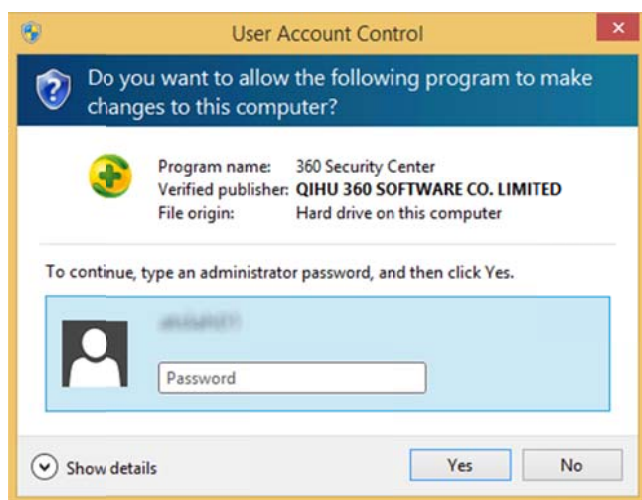 User Account Control
Do you want to allow the following program to make
changes to this computer?
Program name: 360 Security Center
Verified publisher: QIHU 360 SOFTWARE CO. LIMITED
File origin: Hard drive on this computer
To continue, type an administrator password, and then click Yes.
Password
Show details
Yes
No